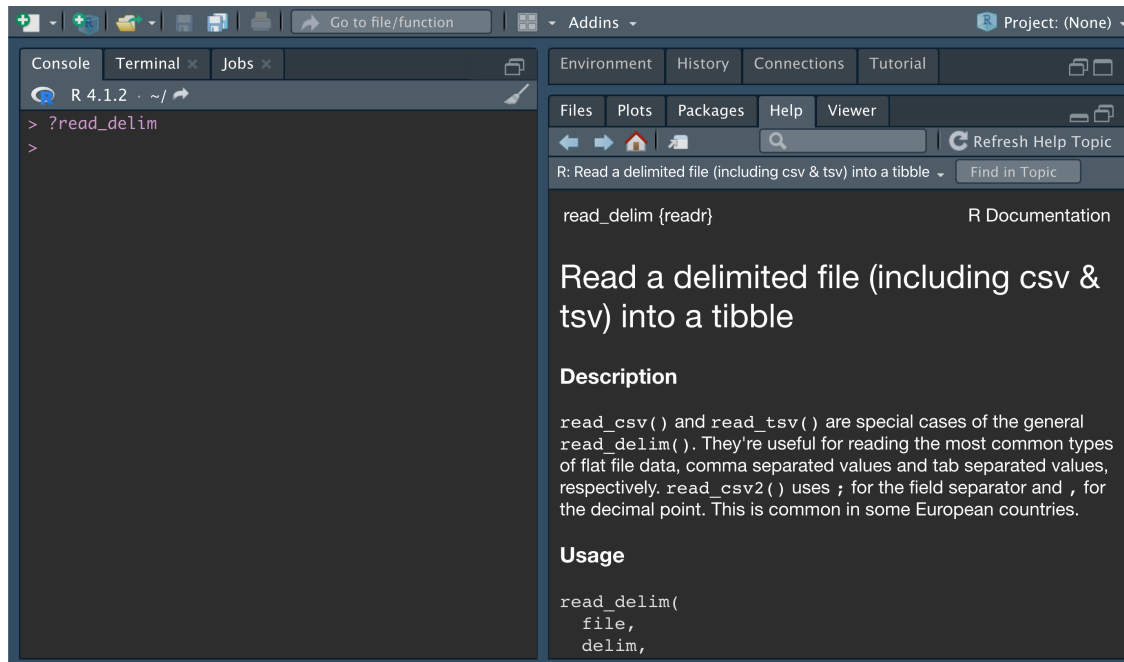 Go to file/function
Addins
Project: (None)
Console Terminal Jobs
R 4.1.2 · ~/
> ?read_delim
>
Environment History Connections Tutorial
Files Plots Packages Help Viewer
Refresh Help Topic
R: Read a delimited file (including csv & tsv) into a tibble
Find in Topic
read_delim {readr}
R Documentation
Read a delimited file (including csv &
tsv) into a tibble
Description
read_csv() and read_tsv() are special cases of the general
read_delim(). They're useful for reading the most common types
of flat file data, comma separated values and tab separated values,
respectively. read_csv2() uses ; for the field separator and , for
the decimal point. This is common in some European countries.
Usage
read_delim(
file,
delim,